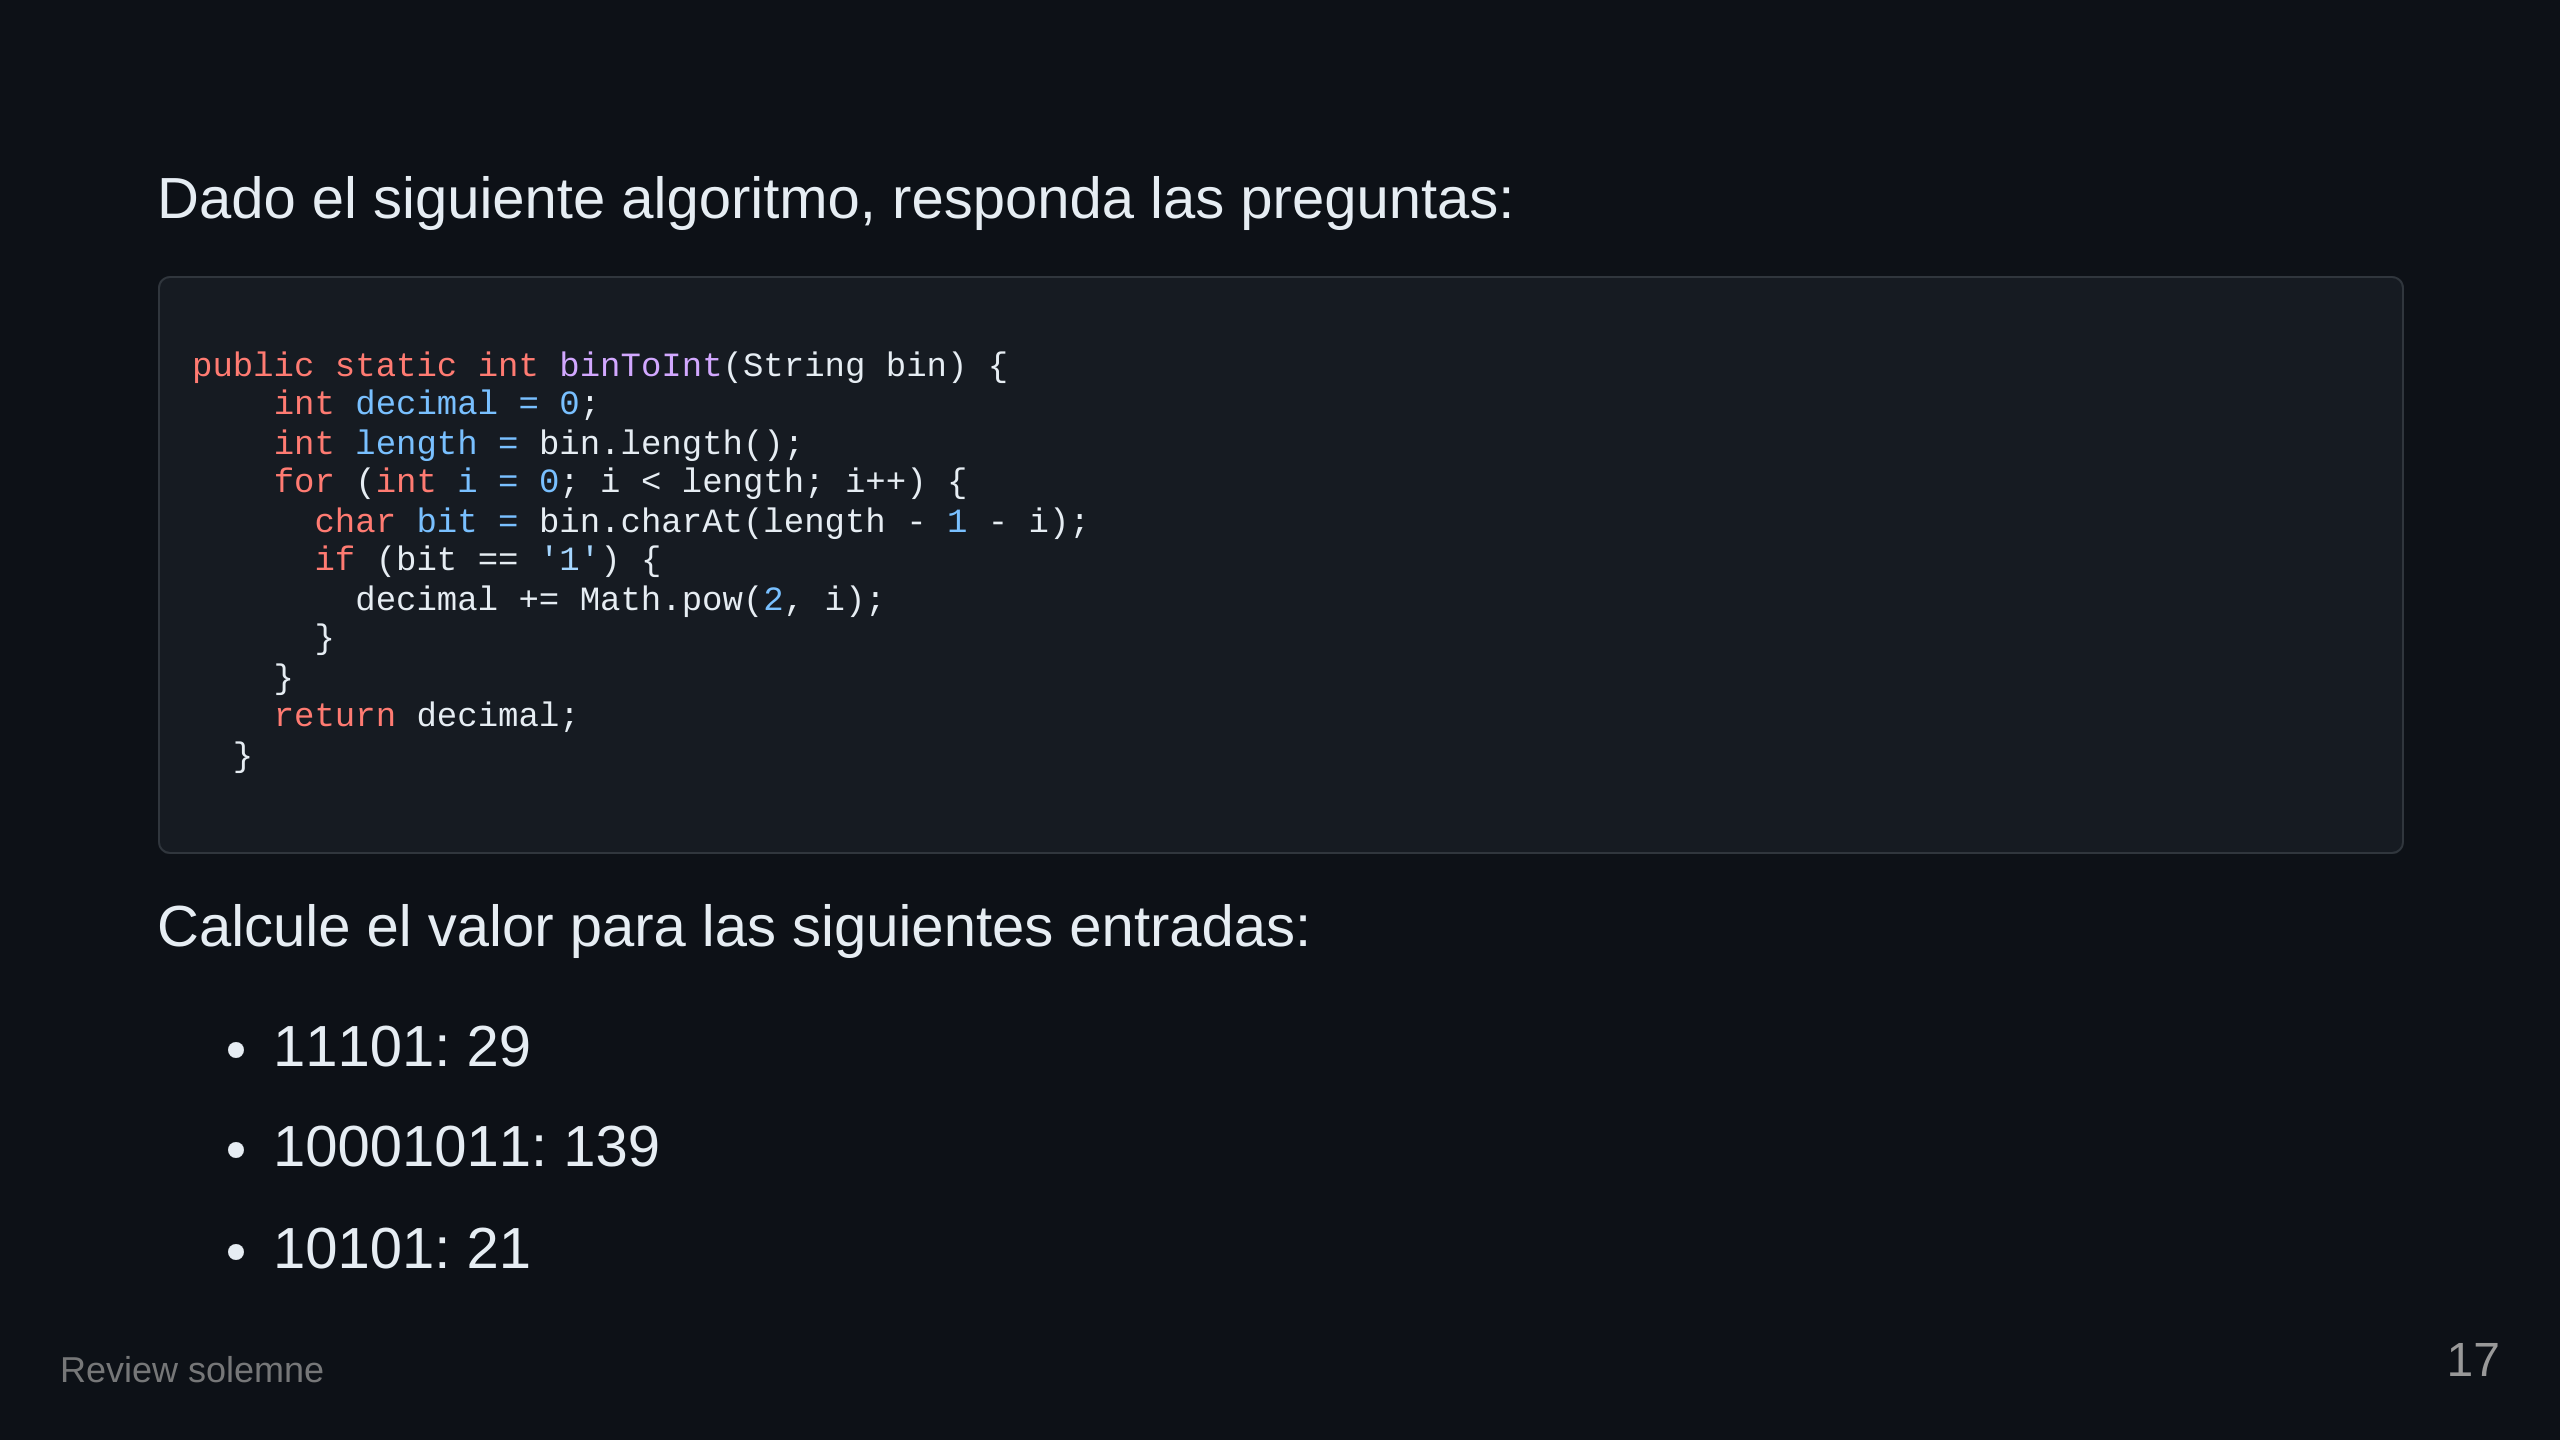 Dado el siguiente algoritmo, responda las preguntas:
public static int binToInt(String bin) {
    int decimal = 0;
    int length = bin.length();
    for (int i = 0; i < length; i++) {
      char bit = bin.charAt(length - 1 - i);
      if (bit == '1') {
        decimal += Math.pow(2, i);
      }
    }
    return decimal;
  }
Calcule el valor para las siguientes entradas:
• 11101: 29
• 10001011: 139
• 10101: 21
Review solemne
17